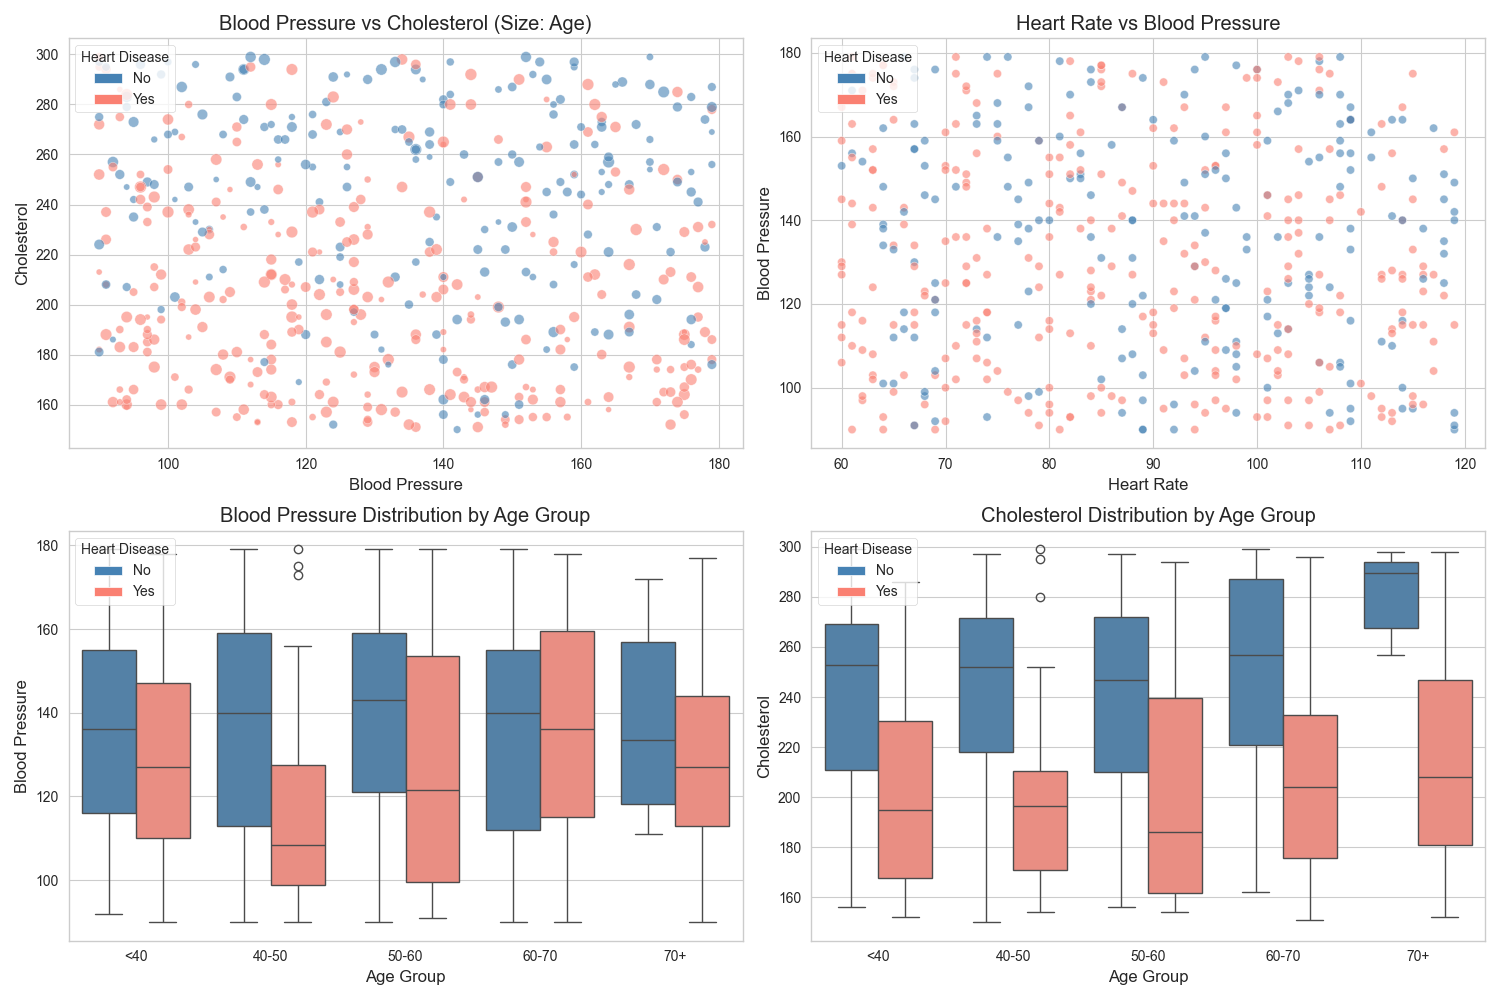 Blood Pressure vs Cholesterol (Size: Age)
Heart Disease
No
Yes
300
280
260
240
220
200
180
160
Cholesterol
100
120
140
160
180
Blood Pressure
Heart Rate vs Blood Pressure
Heart Disease
No
Yes
180
160
140
120
100
Blood Pressure
60
70
80
90
100
110
120
Heart Rate
Blood Pressure Distribution by Age Group
Heart Disease
No
Yes
180
160
140
120
100
Blood Pressure
<40
40-50
50-60
60-70
70+
Age Group
Cholesterol Distribution by Age Group
Heart Disease
No
Yes
300
280
260
240
220
200
180
160
Cholesterol
<40
40-50
50-60
60-70
70+
Age Group